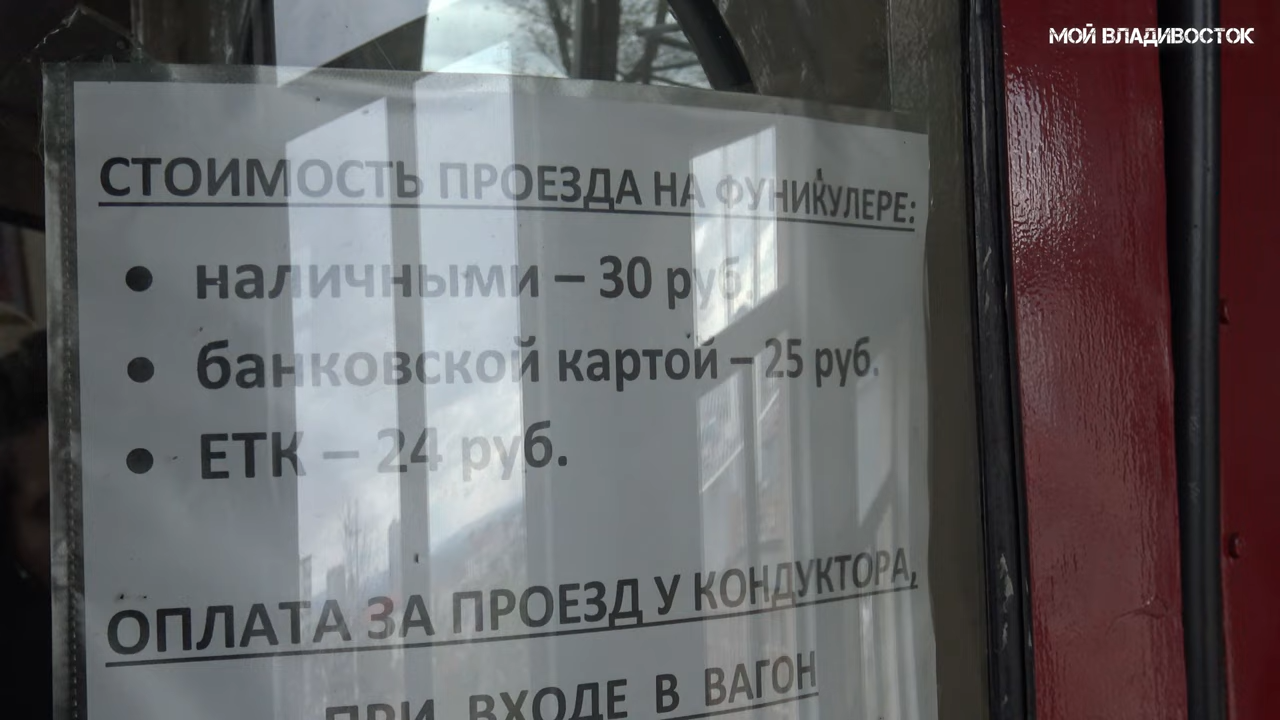 МОЙ ВЛАДИВОСТОК
СТОИМОСТЬ ПРОЕЗДА НА ФУНИКУЛЕРЕ:
• наличными – 30 руб.
• банковской картой – 25 руб.
• ЕТК – 24 руб.
ОПЛАТА ЗА ПРОЕЗД У КОНДУКТОРА,
ПРИ ВХОДЕ В ВАГОН